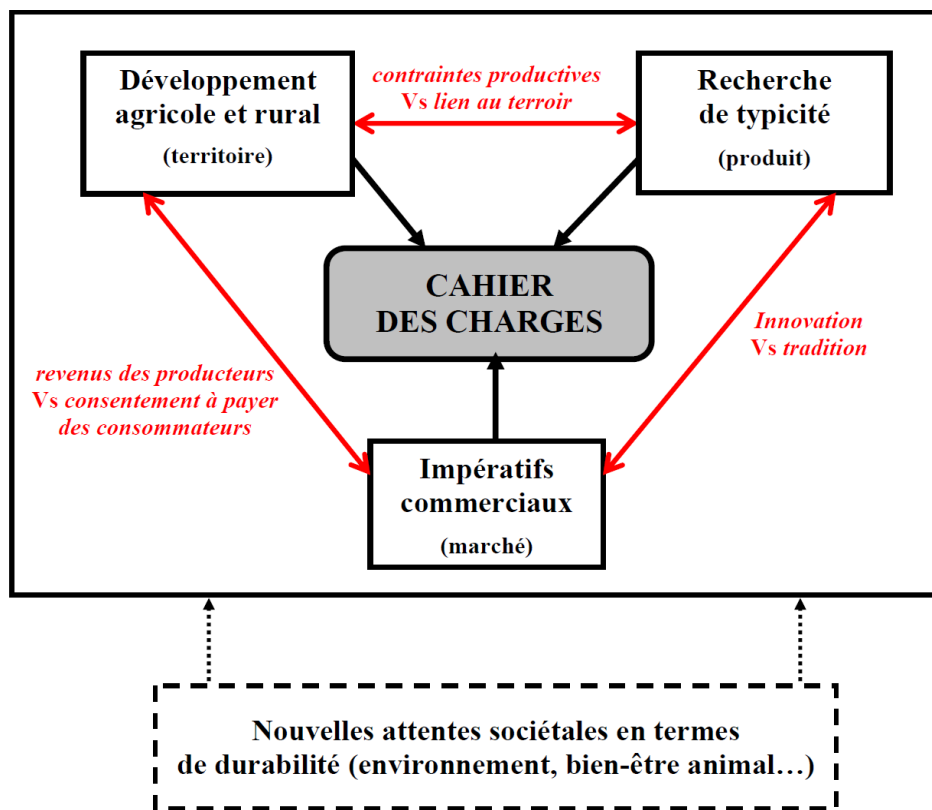 Développement
agricole et rural
(territoire)
contraintes productives
Vs lien au terroir
Recherche
de typicité
(produit)
CAHIER
DES CHARGES
Innovation
Vs tradition
revenus des producteurs
Vs consentement à payer
des consommateurs
Impératifs
commerciaux
(marché)
Nouvelles attentes sociétales en termes
de durabilité (environnement, bien-être animal…)